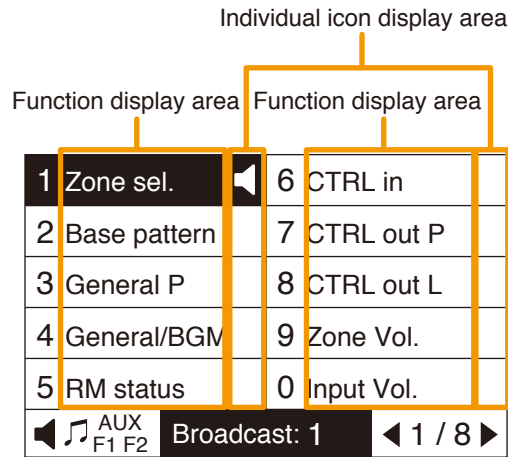 Individual icon display area
Function display area Function display area
1 Zone sel. 6 CTRL in
2 Base pattern 7 CTRL out P
3 General P 8 CTRL out L
4 General/BGM 9 Zone Vol.
5 RM status 0 Input Vol.
AUX
F1 F2 Broadcast: 1 1 / 8